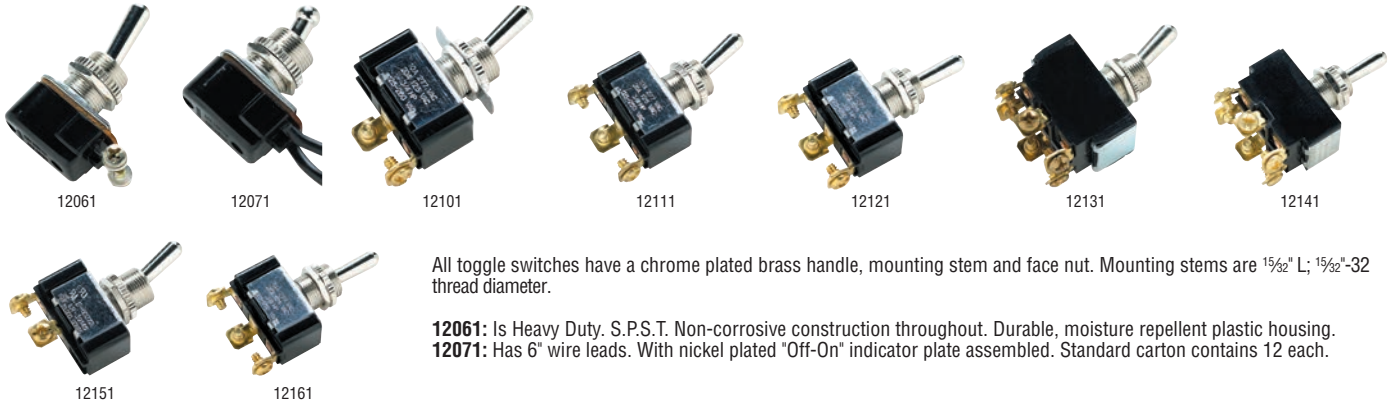 12061
12071
12101
12111
12121
12131
12141
12151
12161
All toggle switches have a chrome plated brass handle, mounting stem and face nut. Mounting stems are 15/32" L; 15/32"-32
thread diameter.
12061: Is Heavy Duty. S.P.S.T. Non-corrosive construction throughout. Durable, moisture repellent plastic housing.
12071: Has 6" wire leads. With nickel plated "Off-On" indicator plate assembled. Standard carton contains 12 each.